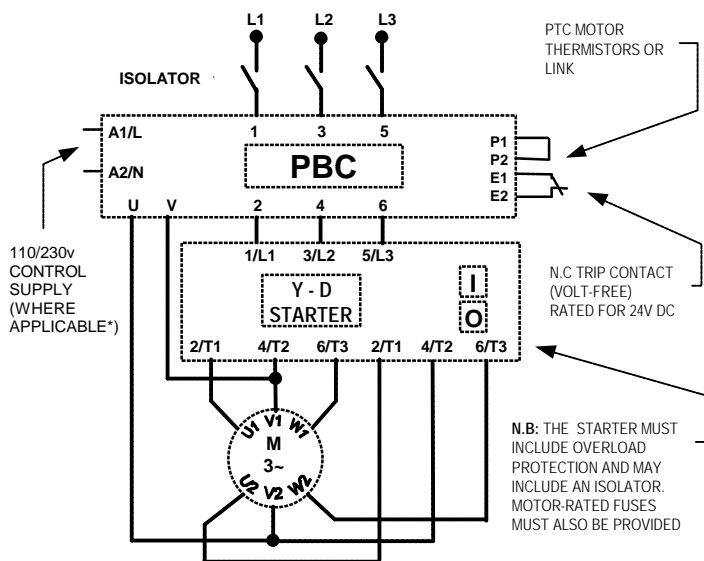 L1 L2 L3
PTC MOTOR
THERMISTORS OR
LINK
ISOLATOR
A1/L 1 3 5 P1
PBC P2
A2/N E1
E2
U V 2 4 6
110/230v
CONTROL
SUPPLY
(WHERE
APPLICABLE*)
1/L1 3/L2 5/L3
Y - D
STARTER
I
O
N.C TRIP CONTACT
(VOLT-FREE)
RATED FOR 24V DC
2/T1 4/T2 6/T3 2/T1 4/T2 6/T3
U1 V1 W1
M
3~
U2 V2 W2
N.B: THE STARTER MUST
INCLUDE OVERLOAD
PROTECTION AND MAY
INCLUDE AN ISOLATOR.
MOTOR-RATED FUSES
MUST ALSO BE PROVIDED